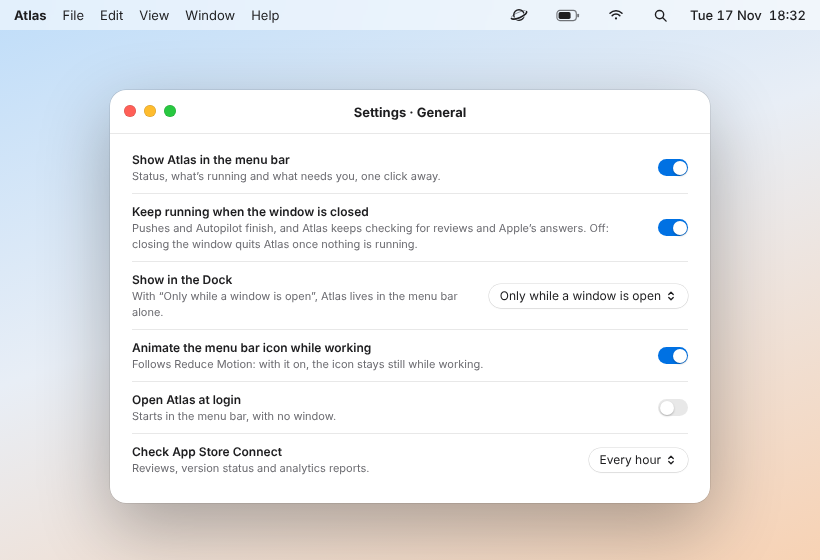 Atlas File Edit View Window Help Tue 17 Nov 18:32
Settings · General
Show Atlas in the menu bar
Status, what’s running and what needs you, one click away.
Keep running when the window is closed
Pushes and Autopilot finish, and Atlas keeps checking for reviews and Apple’s answers. Off:
closing the window quits Atlas once nothing is running.
Show in the Dock
With “Only while a window is open”, Atlas lives in the menu bar
alone.
Only while a window is open
Animate the menu bar icon while working
Follows Reduce Motion: with it on, the icon stays still while working.
Open Atlas at login
Starts in the menu bar, with no window.
Check App Store Connect
Reviews, version status and analytics reports.
Every hour